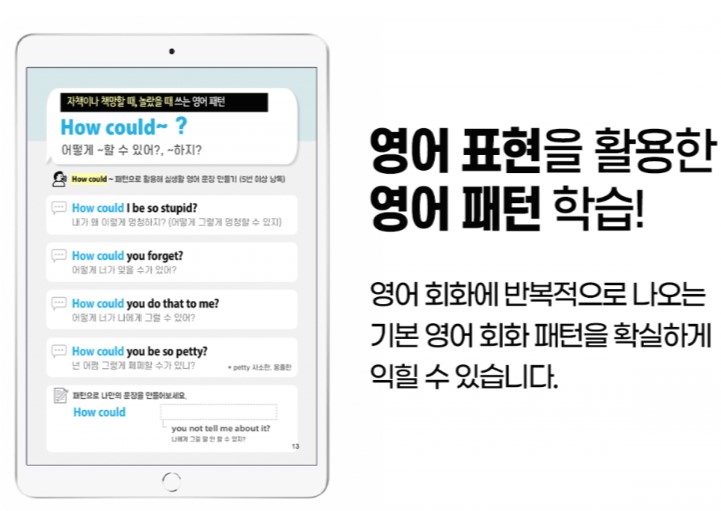 자책이나 책망할 때, 놀랐을 때 쓰는 영어 패턴
How could~ ?
어떻게 ~할 수 있어?, ~하지?
How could ~ 패턴으로 활용해 실생활 영어 문장 만들기 (5번 이상 낭독)
How could I be so stupid?
내가 왜 이렇게 멍청하지? (어떻게 그렇게 멍청할 수 있지)
How could you forget?
어떻게 너가 잊을 수가 있어?
How could you do that to me?
어떻게 너가 나에게 그럴 수 있어?
How could you be so petty?
넌 어쩜 그렇게 쩨쩨할 수가 있니?
* petty 사소한, 옹졸한
패턴으로 나만의 문장을 만들어보세요.
How could
you not tell me about it?
나에게 그걸 말 안 할 수 있지?
13
영어 표현을 활용한
영어 패턴 학습!
영어 회화에 반복적으로 나오는
기본 영어 회화 패턴을 확실하게
익힐 수 있습니다.